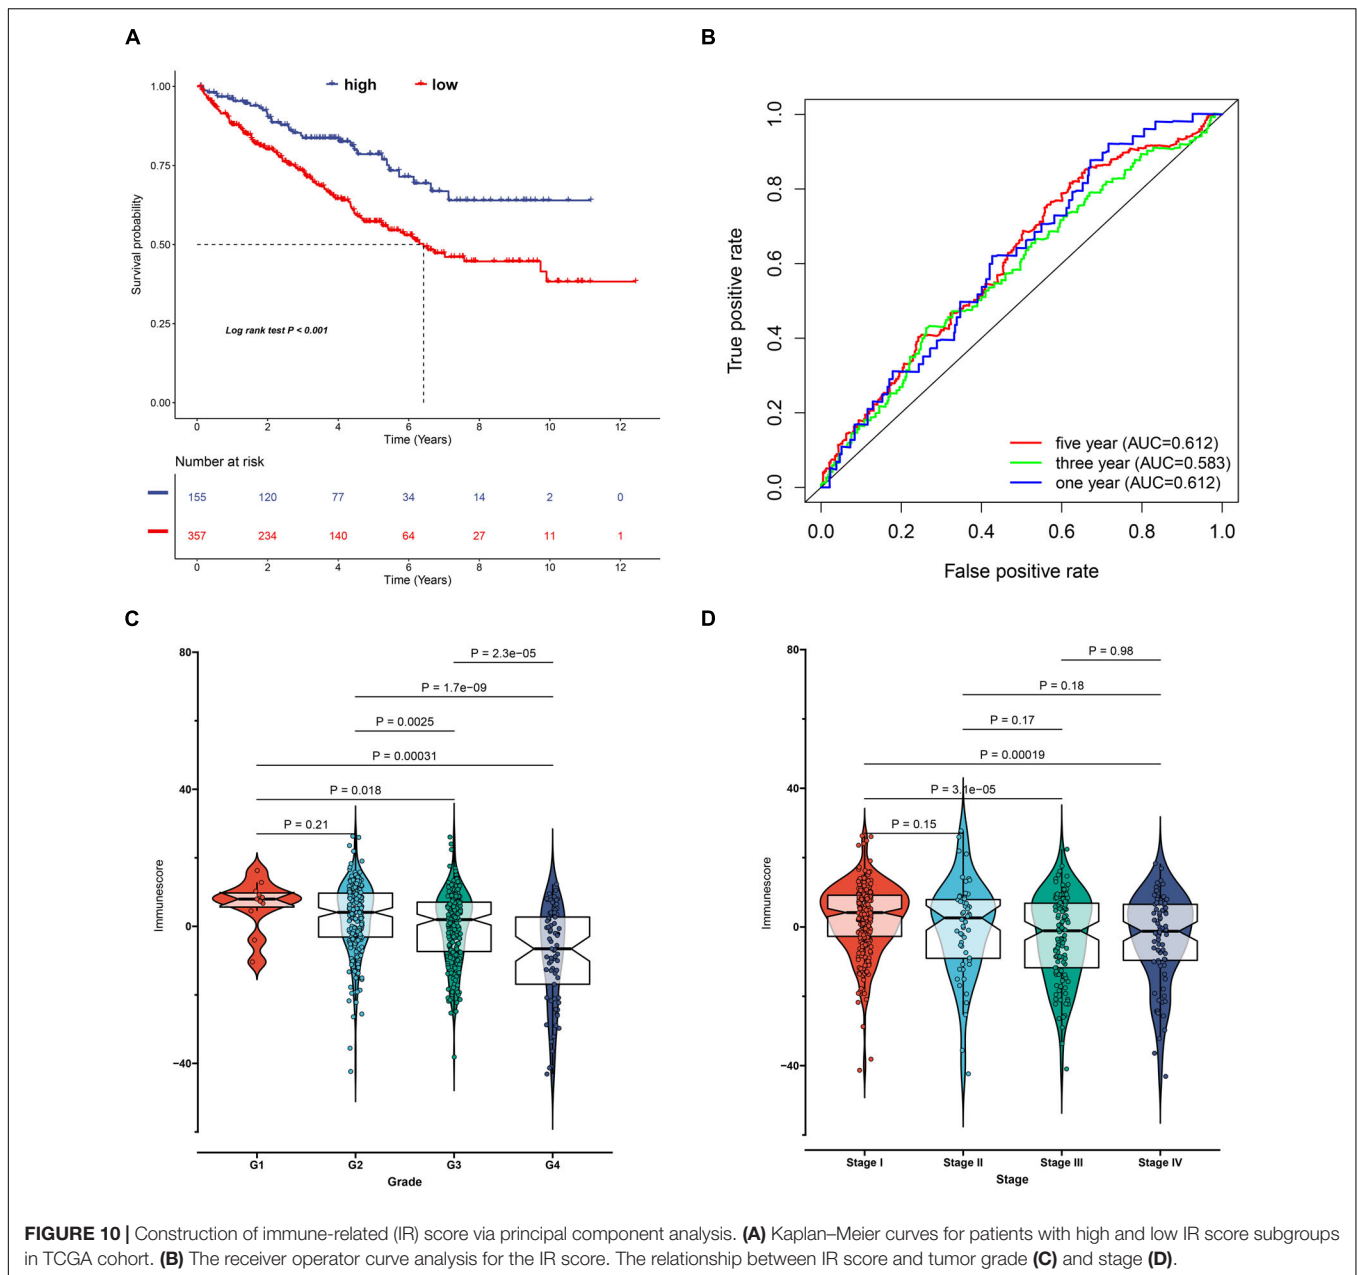 A
high low
1.00
0.75
0.50
0.25
0.00
Survival probability
Log rank test P < 0.001
0 2 4 6 8 10 12
Time (Years)
Number at risk
155 120 77 34 14 2 0
357 234 140 64 27 11 1
0 2 4 6 8 10 12
Time (Years)
B
1.0
0.8
0.6
0.4
0.2
0.0
True positive rate
five year (AUC=0.612)
three year (AUC=0.583)
one year (AUC=0.612)
0.0 0.2 0.4 0.6 0.8 1.0
False positive rate
C
80
40
0
−40
Immunescore
P = 2.3e−05
P = 1.7e−09
P = 0.0025
P = 0.00031
P = 0.018
P = 0.21
G1 G2 G3 G4
Grade
D
80
40
0
−40
Immunescore
P = 0.98
P = 0.18
P = 0.17
P = 0.00019
P = 3.1e−05
P = 0.15
Stage I Stage II Stage III Stage IV
Stage
FIGURE 10 | Construction of immune-related (IR) score via principal component analysis. (A) Kaplan–Meier curves for patients with high and low IR score subgroups
in TCGA cohort. (B) The receiver operator curve analysis for the IR score. The relationship between IR score and tumor grade (C) and stage (D).